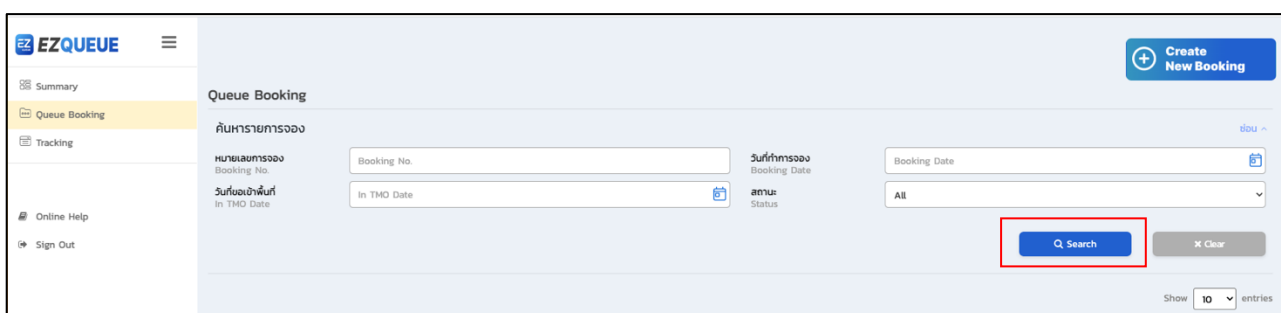 EZ EZQUEUE
Create
New Booking
Summary
Queue Booking
Tracking
Online Help
Sign Out
Queue Booking
ค้นหารายการจอง
ซ่อน
หมายเลขการจอง
Booking No.
Booking No.
วันที่ทำการจอง
Booking Date
Booking Date
วันที่ขอเข้าพื้นที่
In TMO Date
In TMO Date
สถานะ
Status
All
Search
Clear
Show 10 entries